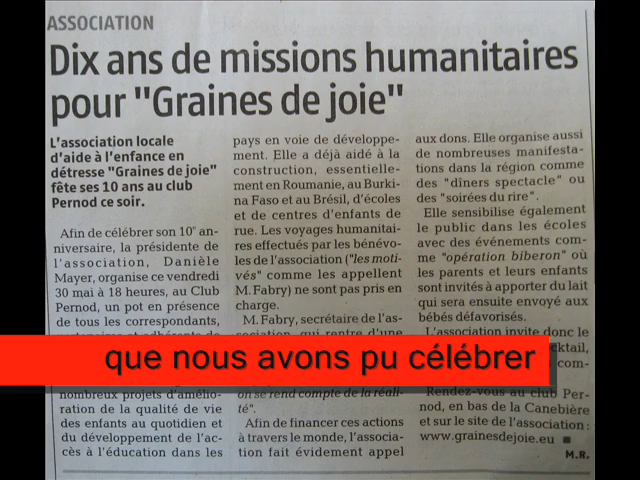 ASSOCIATION
Dix ans de missions humanitaires
pour "Graines de joie"
L'association locale
d'aide à l'enfance en
détresse "Graines de joie"
fête ses 10 ans au club
Pernod ce soir.
Afin de célébrer son 10e an-
niversaire, la présidente de
l'association, Danièle
Mayer, organise ce vendredi
30 mai à 18 heures, au Club
Pernod, un pot en présence
de tous les correspondants,
nombreux projets d'amélio-
ration de la qualité de vie
des enfants au quotidien et
du développement de l'ac-
cès à l'éducation dans les
pays en voie de développe-
ment. Elle a déjà aidé à la
construction, essentielle-
ment en Roumanie, au Burki-
na Faso et au Brésil, d'écoles
et de centres d'enfants de
rue. Les voyages humanitai-
res effectués par les bénévo-
les de l'association ("les moti-
vés" comme les appellent
M. Fabry) ne sont pas pris en
charge.
M. Fabry, secrétaire de l'as-
sociation, qui rentre d'une
on se rend compte de la réali-
té".
Afin de financer ces actions
à travers le monde, l'associa-
tion fait évidement appel
aux dons. Elle organise aussi
de nombreuses manifesta-
tions dans la région comme
des "dîners spectacle" ou
des "soirées du rire".
Elle sensibilise également
le public dans les écoles
avec des événements com-
me "opération biberon" où
les parents et leurs enfants
sont invités à apporter du lait
qui sera ensuite envoyé aux
bébés défavorisés.
L'association invite donc le
Rendez-vous au club Per-
nod, en bas de la Canebière
et sur le site de l'association :
www.grainesdejoie.eu
M.R.
que nous avons pu célébrer